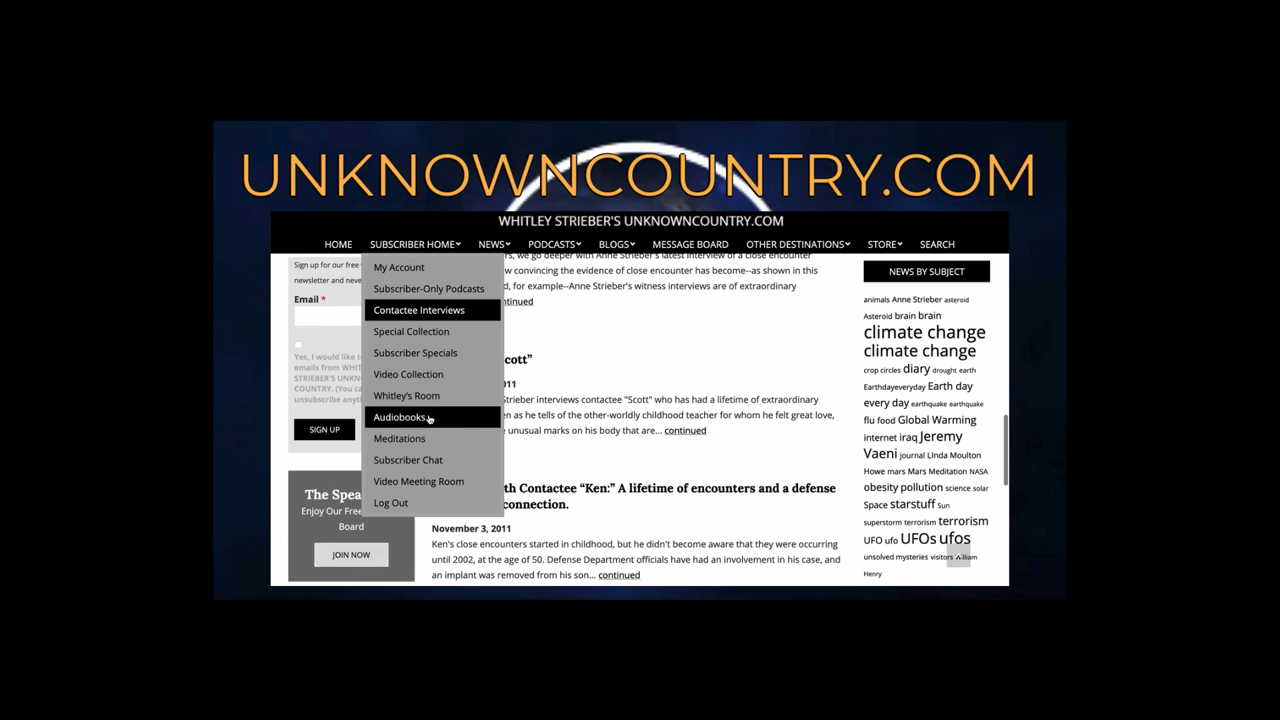 UNKNOWNCOUNTRY.COM
WHITLEY STRIEBER'S UNKNOWNCOUNTRY.COM
HOME SUBSCRIBER HOME NEWS PODCASTS BLOGS MESSAGE BOARD OTHER DESTINATIONS STORE SEARCH
Sign up for our free
newsletter and
Email *
Yes, I would like
emails from
STRIEBER'S
COUNTRY. (You
unsubscribe
SIGN UP
The
Enjoy Our
Board
JOIN NOW
My Account
Subscriber-Only Podcasts
Contactee Interviews
Special Collection
Subscriber Specials
Video Collection
Whitley's Room
Audiobooks
Meditations
Subscriber Chat
Video Meeting Room
Log Out
we go deeper with Anne Strieber's latest interview of a close encounter
convincing the evidence of close encounter has become--as shown in this
for example--Anne Strieber's witness interviews are of extraordinary
Strieber interviews contactee "Scott" who has had a lifetime of extraordinary
as he tells of the other-worldly childhood teacher for whom he felt great love,
unusual marks on his body that are... continued
Contactee “Ken:” A lifetime of encounters and a defense
connection.
November 3, 2011
Ken's close encounters started in childhood, but he didn't become aware that they were occurring
until 2002, at the age of 50. Defense Department officials have had an involvement in his case, and
an implant was removed from his son... continued
NEWS BY SUBJECT
animals Anne Strieber asteroid
Asteroid brain brain
climate change
climate change
crop circles diary drought earth
Earthdayeveryday Earth day
every day earthquake earthquake
flu food Global Warming
internet iraq Jeremy
Vaeni journal LInda Moulton
Howe mars Mars Meditation NASA
obesity pollution science solar
Space starstuff Sun
superstorm terrorism terrorism
UFO ufo UFOs ufos
unsolved mysteries visitors William
Henry